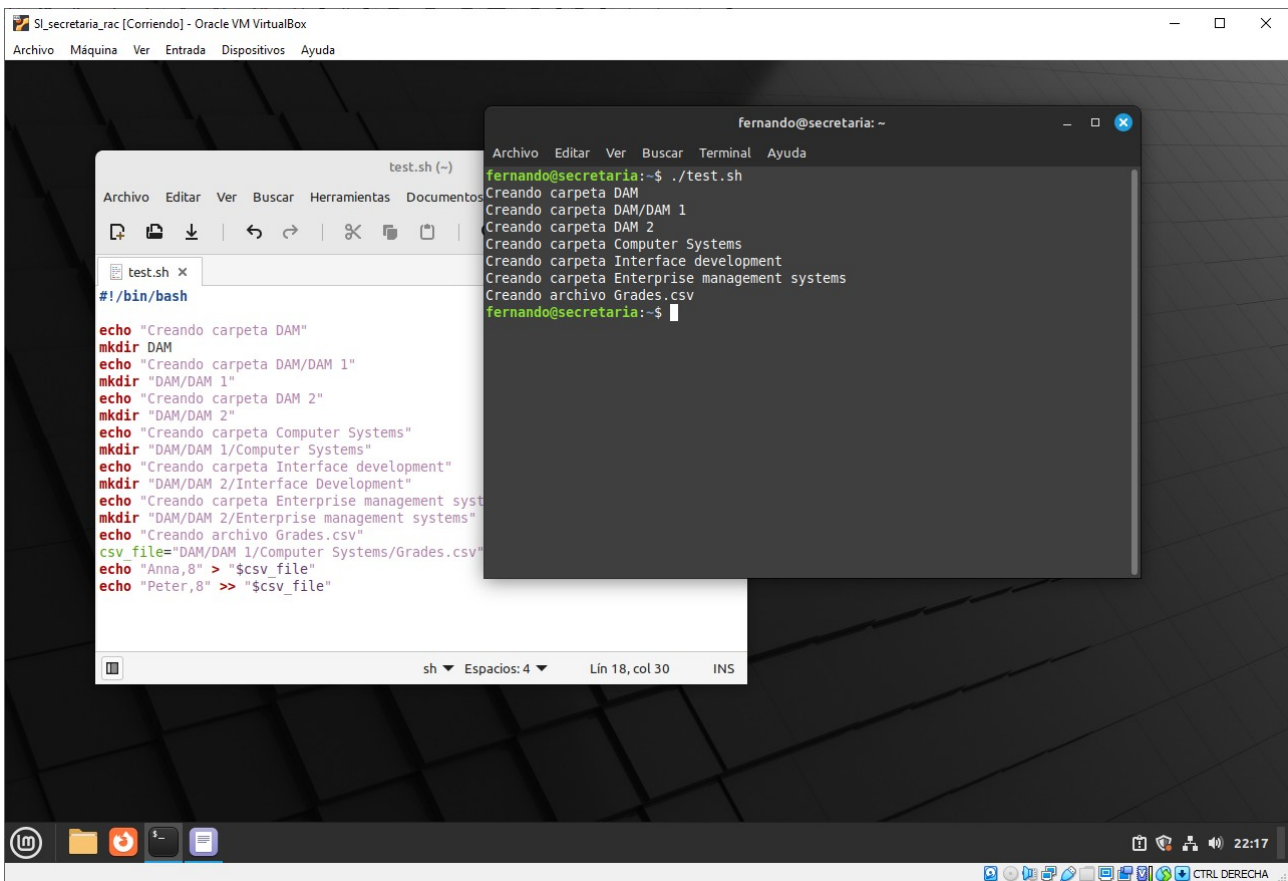 SI_secretaria_rac [Corriendo] - Oracle VM VirtualBox
Archivo Máquina Ver Entrada Dispositivos Ayuda
test.sh (~)
Archivo Editar Ver Buscar Herramientas Documentos
test.sh
#!/bin/bash
echo "Creando carpeta DAM"
mkdir DAM
echo "Creando carpeta DAM/DAM 1"
mkdir "DAM/DAM 1"
echo "Creando carpeta DAM 2"
mkdir "DAM/DAM 2"
echo "Creando carpeta Computer Systems"
mkdir "DAM/DAM 1/Computer Systems"
echo "Creando carpeta Interface development"
mkdir "DAM/DAM 2/Interface Development"
echo "Creando carpeta Enterprise management syst
mkdir "DAM/DAM 2/Enterprise management systems"
echo "Creando archivo Grades.csv"
csv_file="DAM/DAM 1/Computer Systems/Grades.csv"
echo "Anna,8" > "$csv_file"
echo "Peter,8" >> "$csv_file"
sh Espacios: 4 Lín 18, col 30 INS
fernando@secretaria: ~
Archivo Editar Ver Buscar Terminal Ayuda
fernando@secretaria:~$ ./test.sh
Creando carpeta DAM
Creando carpeta DAM/DAM 1
Creando carpeta DAM 2
Creando carpeta Computer Systems
Creando carpeta Interface development
Creando carpeta Enterprise management systems
Creando archivo Grades.csv
fernando@secretaria:~$
22:17
CTRL DERECHA